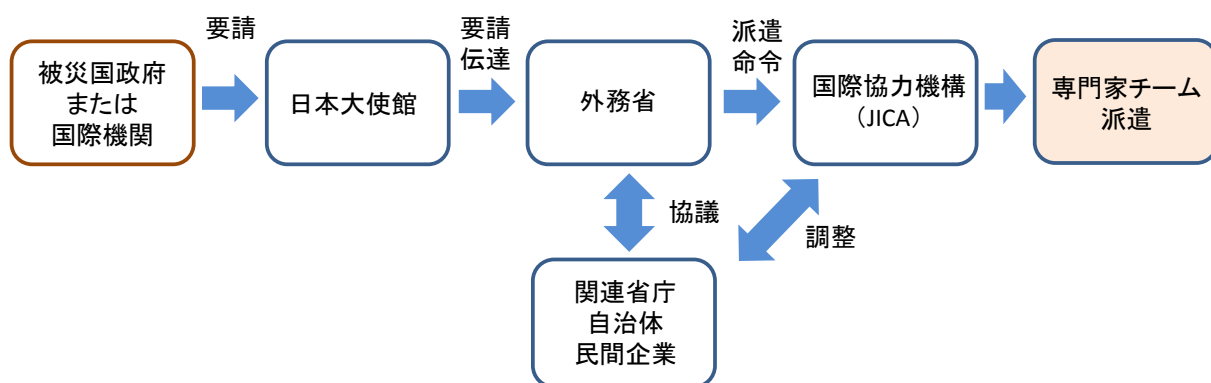 要請
要請
伝達
派遣
命令
被災国政府
または
国際機関
日本大使館
外務省
国際協力機構
（JICA）
専門家チーム
派遣
協議
調整
関連省庁
自治体
民間企業